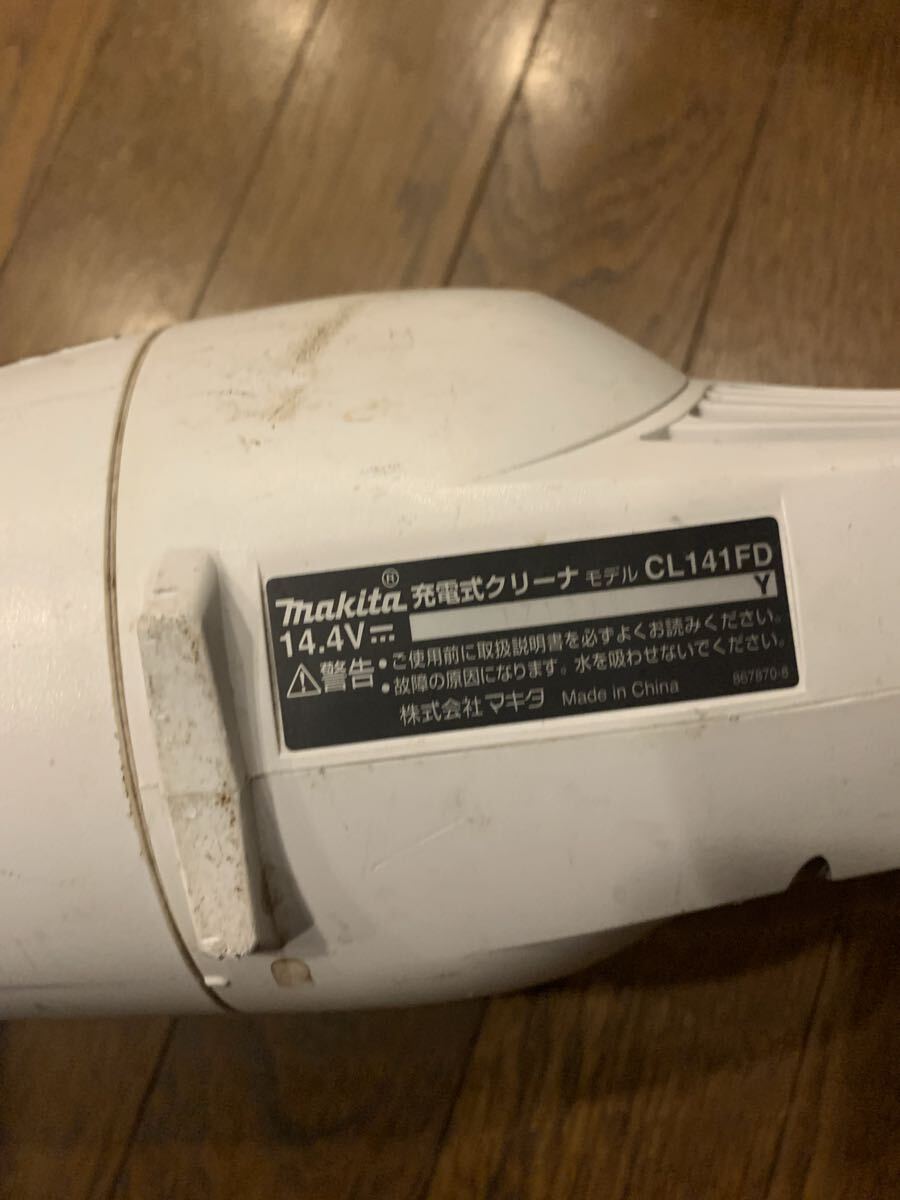 makita® 充電式クリーナ モデル CL141FD
14.4V Y
警告 ・ご使用前に取扱説明書を必ずよくお読みください。
・故障の原因になります。水を吸わせないでください。
株式会社マキタ Made in China 867870-6